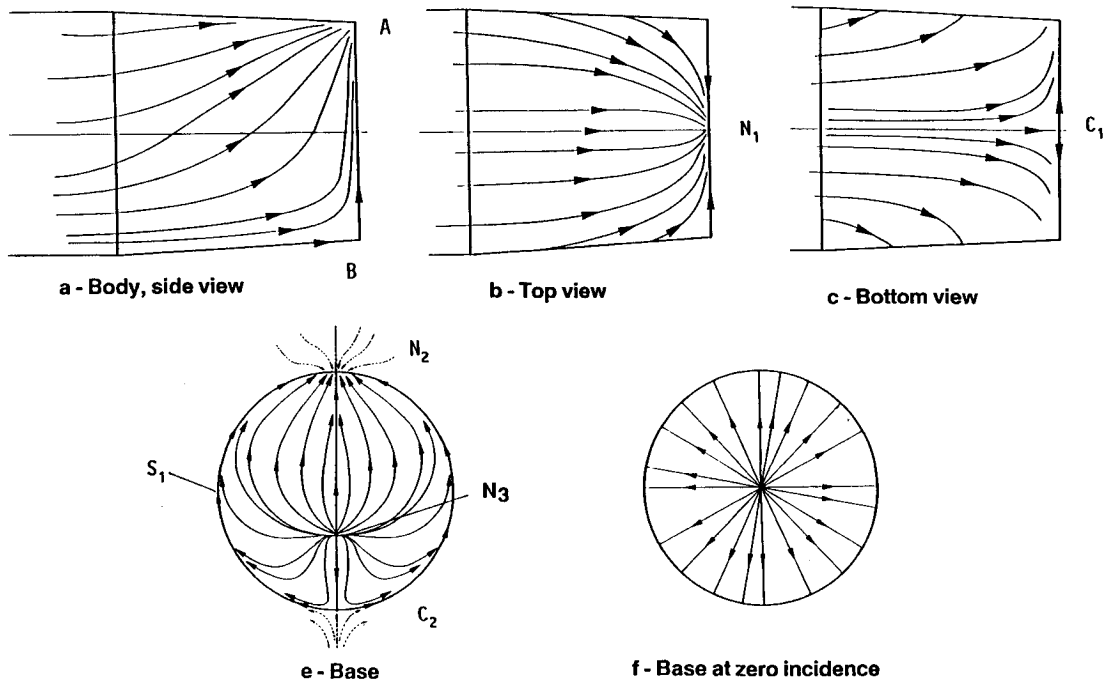 A
B
a - Body, side view
N₁
b - Top view
C₁
c - Bottom view
N₂
S₁
N3
C₂
e - Base
f - Base at zero incidence